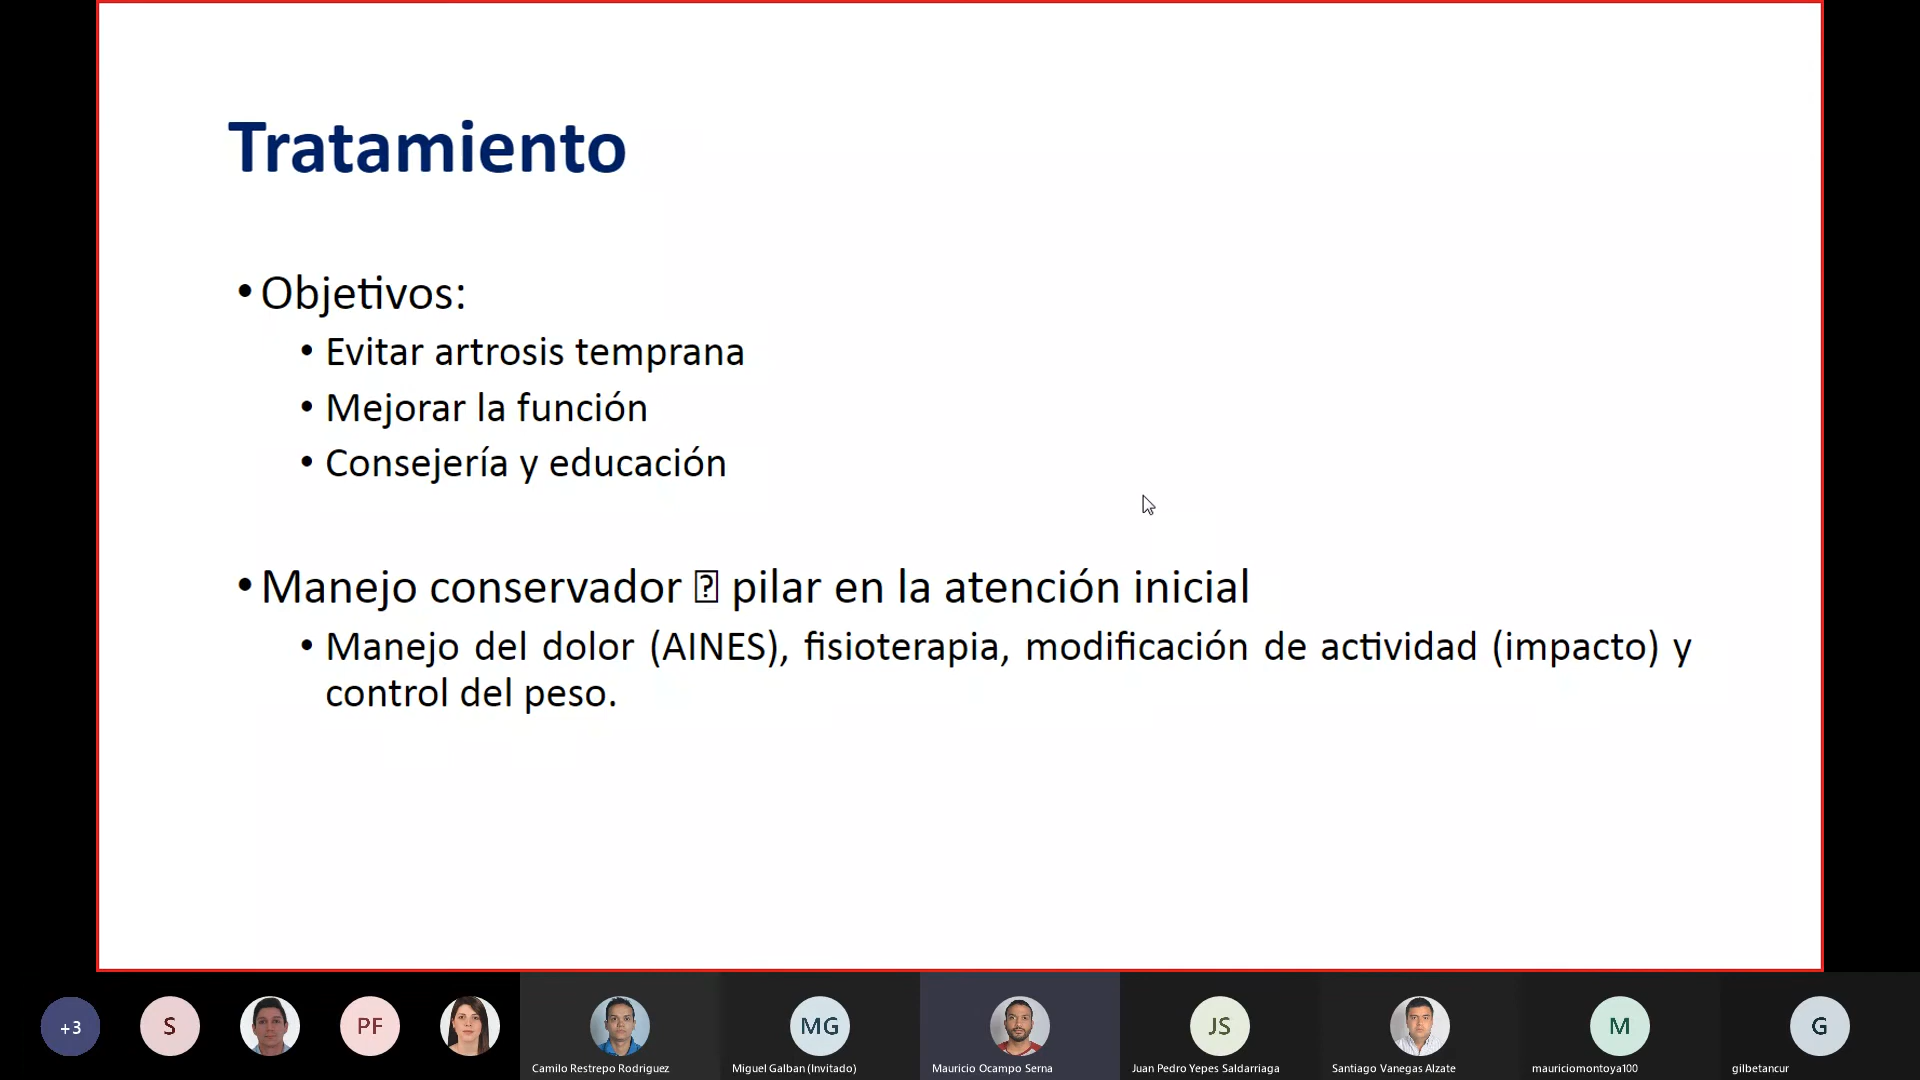 Tratamiento
• Objetivos:
• Evitar artrosis temprana
• Mejorar la función
• Consejería y educación
• Manejo conservador ⍰ pilar en la atención inicial
• Manejo del dolor (AINES), fisioterapia, modificación de actividad (impacto) y
control del peso.
+3
S
PF
MG
JS
M
G
Camilo Restrepo Rodriguez
Miguel Galban (Invitado)
Mauricio Ocampo Serna
Juan Pedro Yepes Saldarriaga
Santiago Vanegas Alzate
mauriciomontoya100
gilbetancur